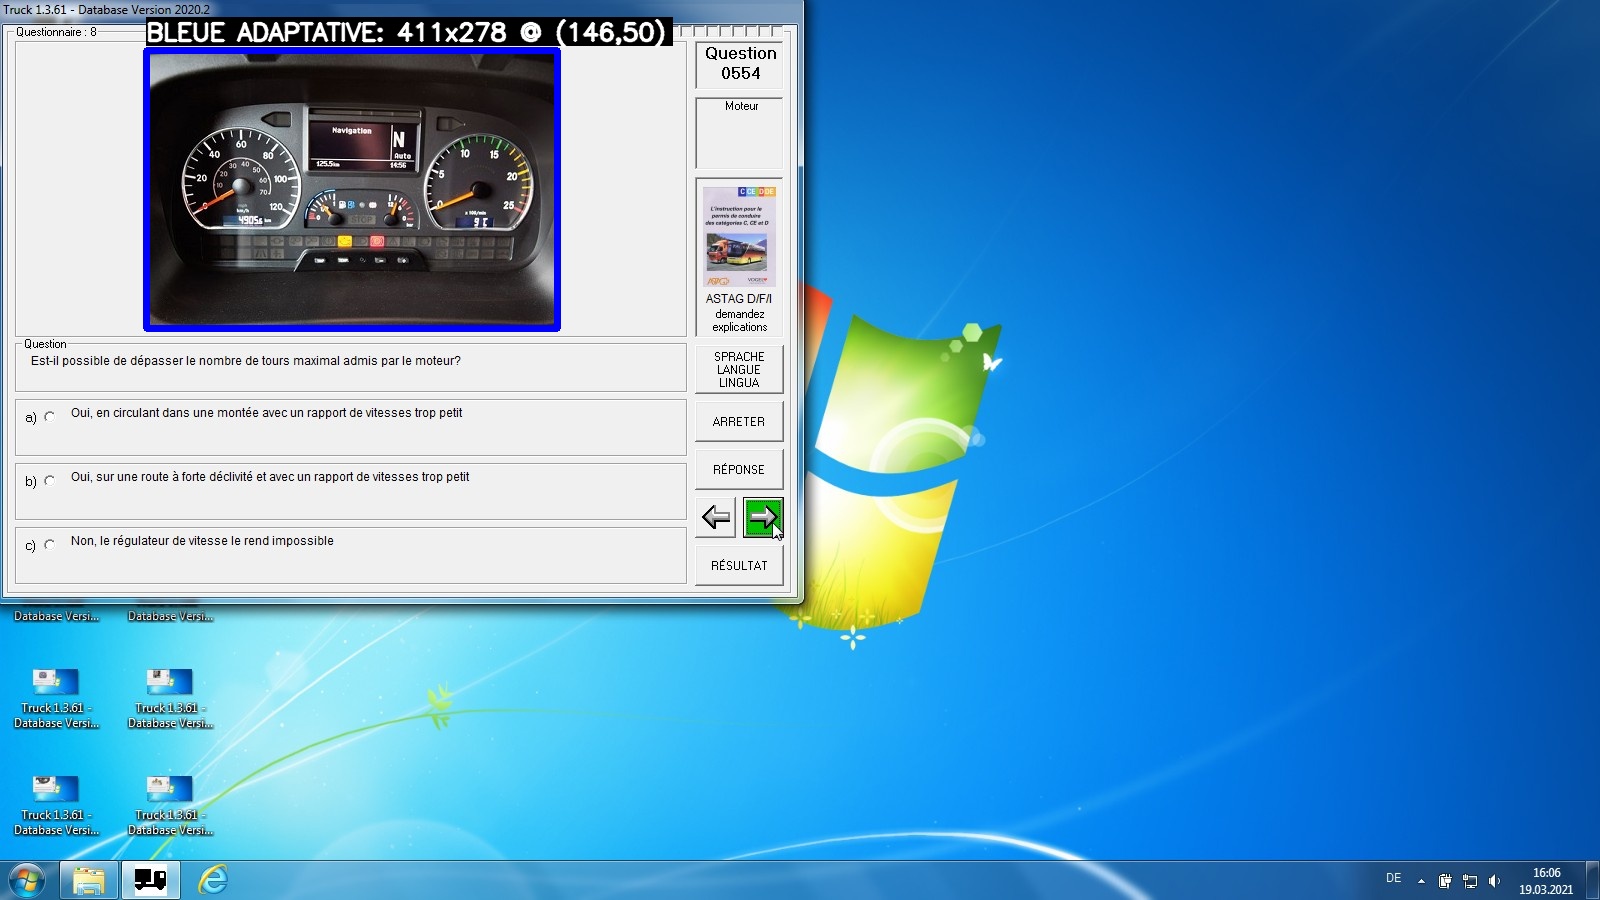 Truck 1.3.61 - Database Version 2020.2
BLEUE ADAPTATIVE: 411x278 @ (146,50)
Questionnaire : 8
Question
0554
Moteur
Navigation
N
Auto
125.5km
14:56
20
40
60
80
100
120
10
20
30
40
50
60
70
mph
km/h
km
STOP
x 100/min
bar
0
5
10
15
20
25
9°C
C CE D DE
L'instruction pour le
permis de conduire
des catégories C, CE et D
ASTAG D/F/I
demandez
explications
Question
Est-il possible de dépasser le nombre de tours maximal admis par le moteur?
SPRACHE
LANGUE
LINGUA
a) Oui, en circulant dans une montée avec un rapport de vitesses trop petit
ARRETER
b) Oui, sur une route à forte déclivité et avec un rapport de vitesses trop petit
RÉPONSE
c) Non, le régulateur de vitesse le rend impossible
RÉSULTAT
Database Versi...
Database Versi...
Truck 1.3.61 -
Database Versi...
Truck 1.3.61 -
Database Versi...
Truck 1.3.61 -
Database Versi...
Truck 1.3.61 -
Database Versi...
DE
16:06
19.03.2021